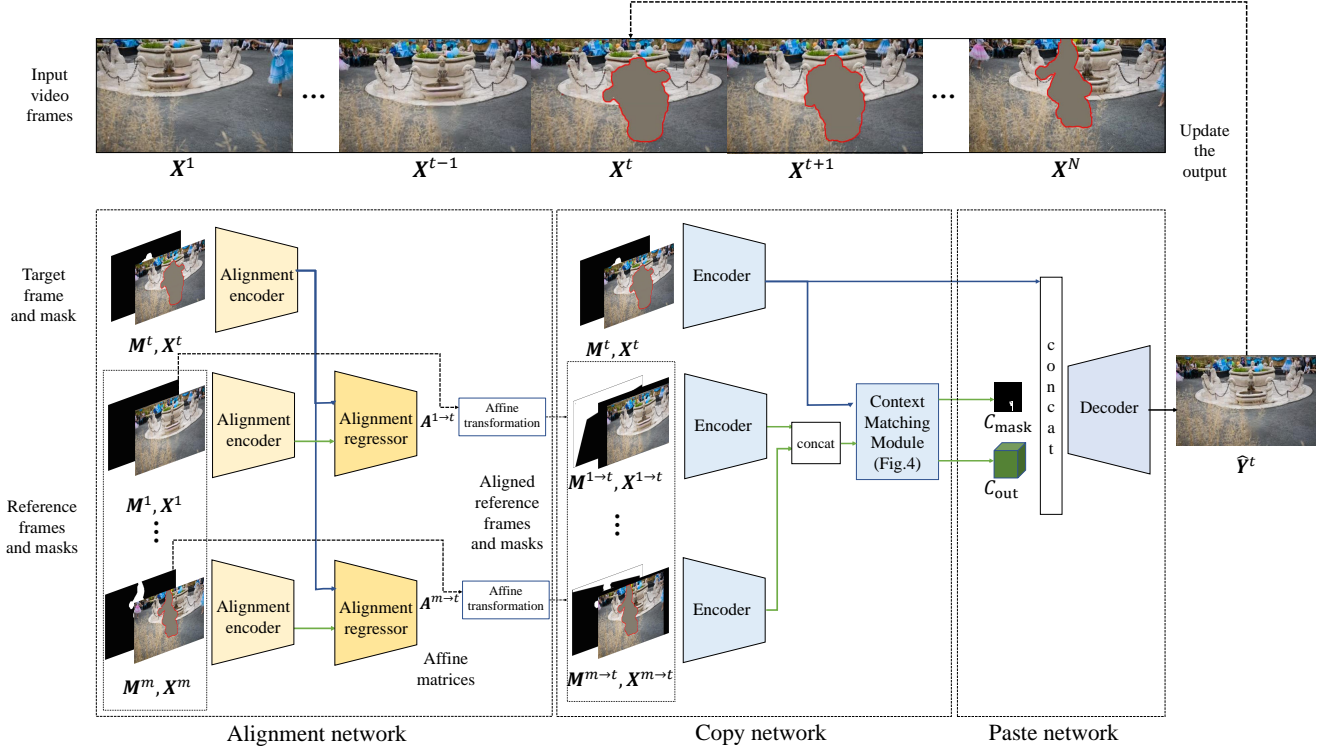 Input
video
frames
...
...
X^1
X^{t−1}
X^t
X^{t+1}
X^N
Update
the
output
Target
frame
and mask
Alignment
encoder
M^t, X^t
Encoder
M^t, X^t
Reference
frames
and masks
Alignment
encoder
Alignment
regressor
A^{1→t}
Affine
transformation
M^1, X^1
⋮
Aligned
reference
frames
and masks
Alignment
encoder
Alignment
regressor
A^{m→t}
Affine
transformation
M^m, X^m
Affine
matrices
Encoder
M^{1→t}, X^{1→t}
⋮
Encoder
M^{m→t}, X^{m→t}
concat
Context
Matching
Module
(Fig.4)
C_mask
C_out
concat
Decoder
Ŷ^t
Alignment network
Copy network
Paste network